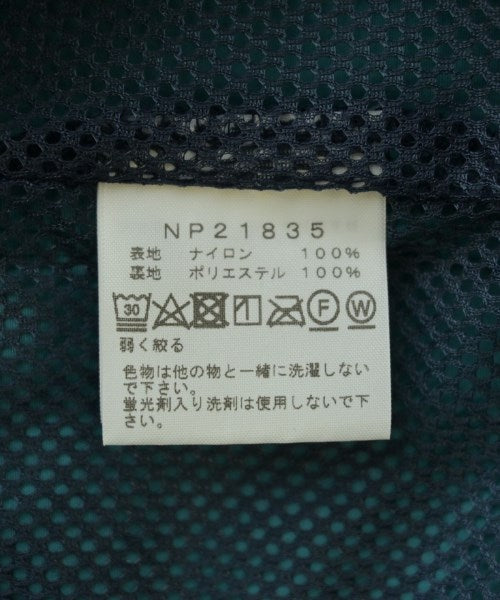 NP21835
表地 ナイロン 100%
裏地 ポリエステル 100%
30 F W
弱く絞る
色物は他の物と一緒に洗濯しない
で下さい。
蛍光剤入り洗剤は使用しないで下
さい。